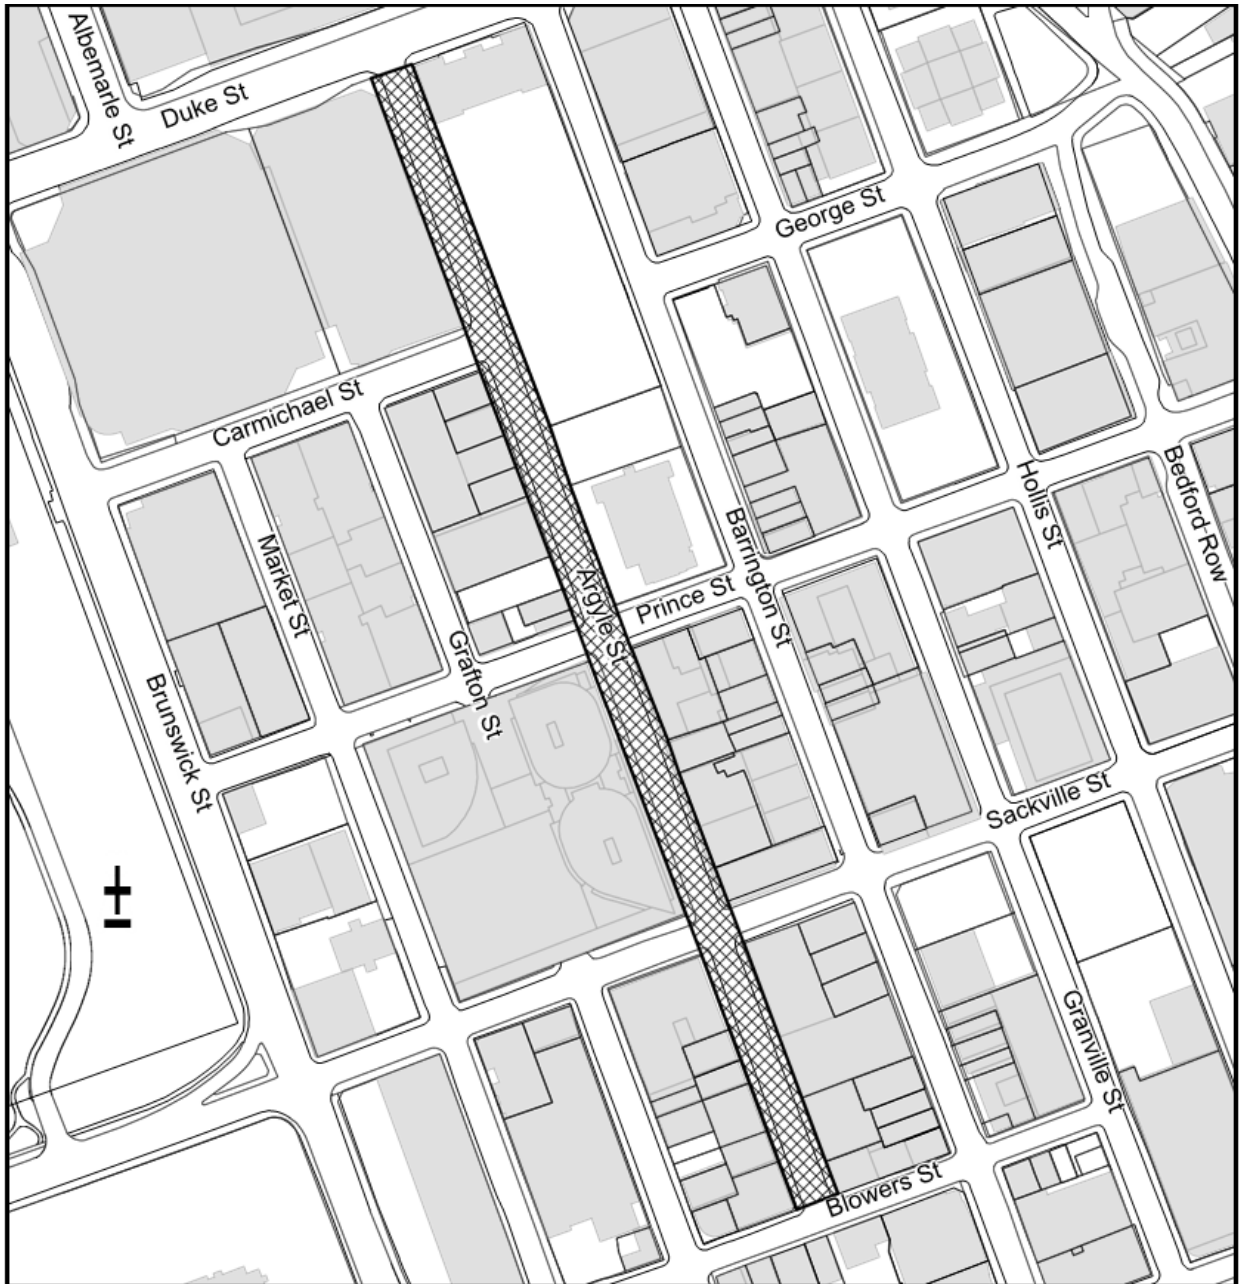 Albemarle St
Duke St
George St
Carmichael St
Hollis St
Bedford Row
Barrington St
Market St
Argyle St
Prince St
Grafton St
Brunswick St
Sackville St
Granville St
Blowers St